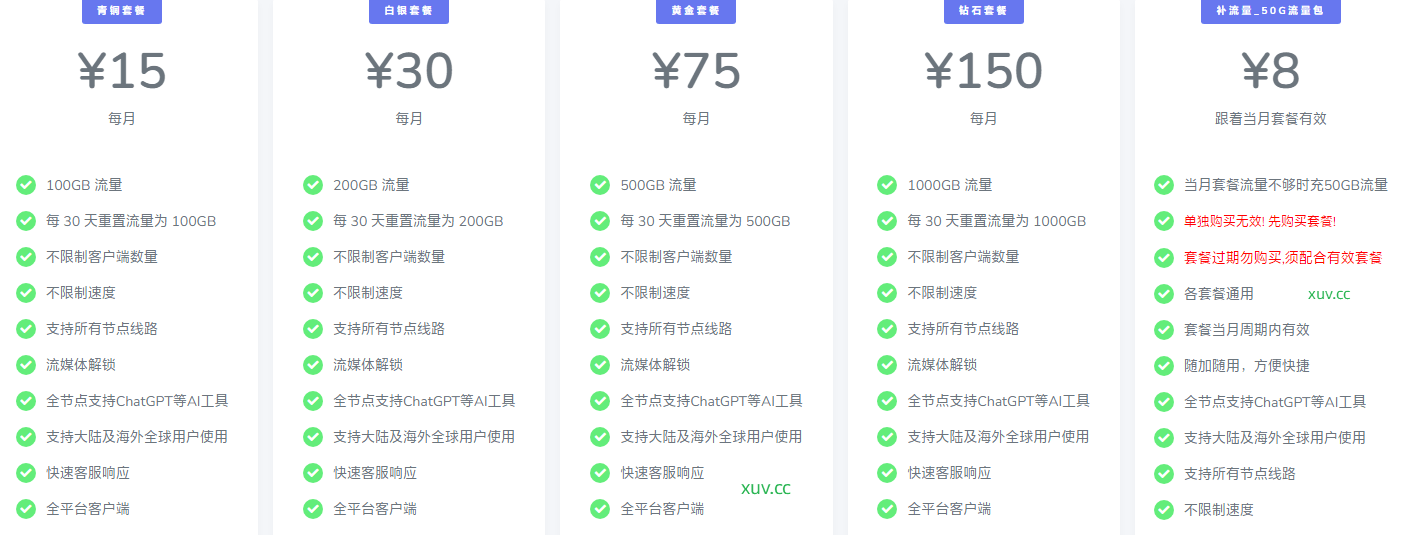 青铜套餐
¥15
每月
100GB 流量
每 30 天重置流量为 100GB
不限制客户端数量
不限制速度
支持所有节点线路
流媒体解锁
全节点支持ChatGPT等AI工具
支持大陆及海外全球用户使用
快速客服响应
全平台客户端
白银套餐
¥30
每月
200GB 流量
每 30 天重置流量为 200GB
不限制客户端数量
不限制速度
支持所有节点线路
流媒体解锁
全节点支持ChatGPT等AI工具
支持大陆及海外全球用户使用
快速客服响应
全平台客户端
黄金套餐
¥75
每月
500GB 流量
每 30 天重置流量为 500GB
不限制客户端数量
不限制速度
支持所有节点线路
流媒体解锁
全节点支持ChatGPT等AI工具
支持大陆及海外全球用户使用
快速客服响应
xuv.cc
全平台客户端
钻石套餐
¥150
每月
1000GB 流量
每 30 天重置流量为 1000GB
不限制客户端数量
不限制速度
支持所有节点线路
流媒体解锁
全节点支持ChatGPT等AI工具
支持大陆及海外全球用户使用
快速客服响应
全平台客户端
补流量_50G流量包
¥8
跟着当月套餐有效
当月套餐流量不够时充50GB流量
单独购买无效! 先购买套餐!
套餐过期勿购买,须配合有效套餐
各套餐通用 xuv.cc
套餐当月周期内有效
随加随用，方便快捷
全节点支持ChatGPT等AI工具
支持大陆及海外全球用户使用
支持所有节点线路
不限制速度